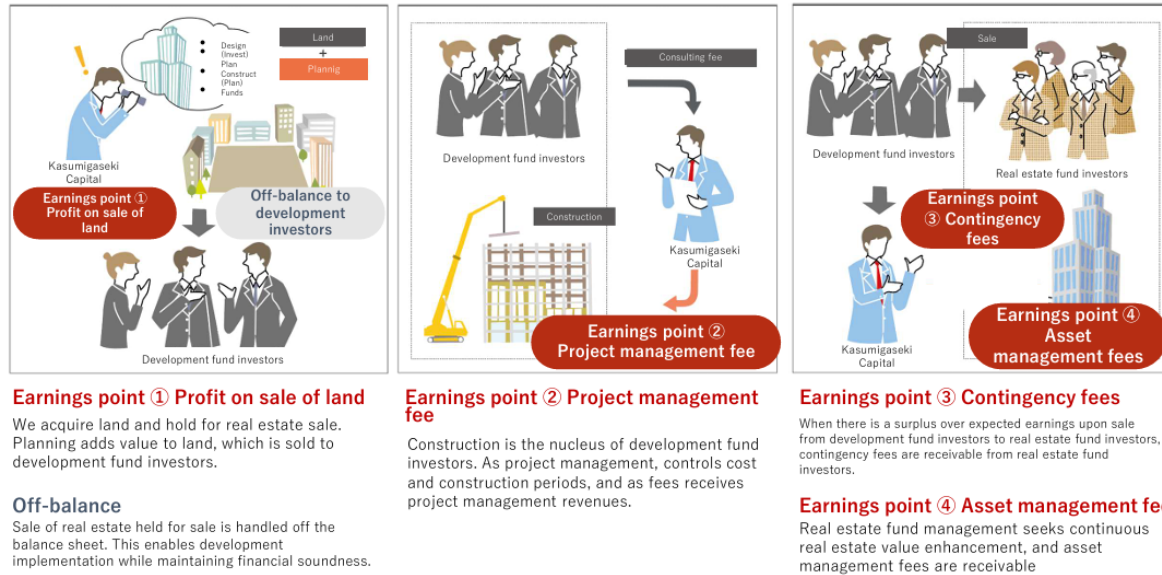 Design
(Invest)
Plan
Construct
(Plan)
Funds
Land
+
Plannig
Kasumigaseki
Capital
Earnings point ①
Profit on sale of
land
Off-balance to
development
investors
Development fund investors
Earnings point ① Profit on sale of land
We acquire land and hold for real estate sale.
Planning adds value to land, which is sold to
development fund investors.
Off-balance
Sale of real estate held for sale is handled off the
balance sheet. This enables development
implementation while maintaining financial soundness.
Consulting fee
Development fund investors
Construction
Kasumigaseki
Capital
Earnings point ②
Project management fee
Earnings point ② Project management
fee
Construction is the nucleus of development fund
investors. As project management, controls cost
and construction periods, and as fees receives
project management revenues.
Sale
Development fund investors
Real estate fund investors
Earnings point
③ Contingency
fees
Kasumigaseki
Capital
Earnings point ④
Asset
management fees
Earnings point ③ Contingency fees
When there is a surplus over expected earnings upon sale
from development fund investors to real estate fund investors,
contingency fees are receivable from real estate fund
investors.
Earnings point ④ Asset management fe
Real estate fund management seeks continuous
real estate value enhancement, and asset
management fees are receivable